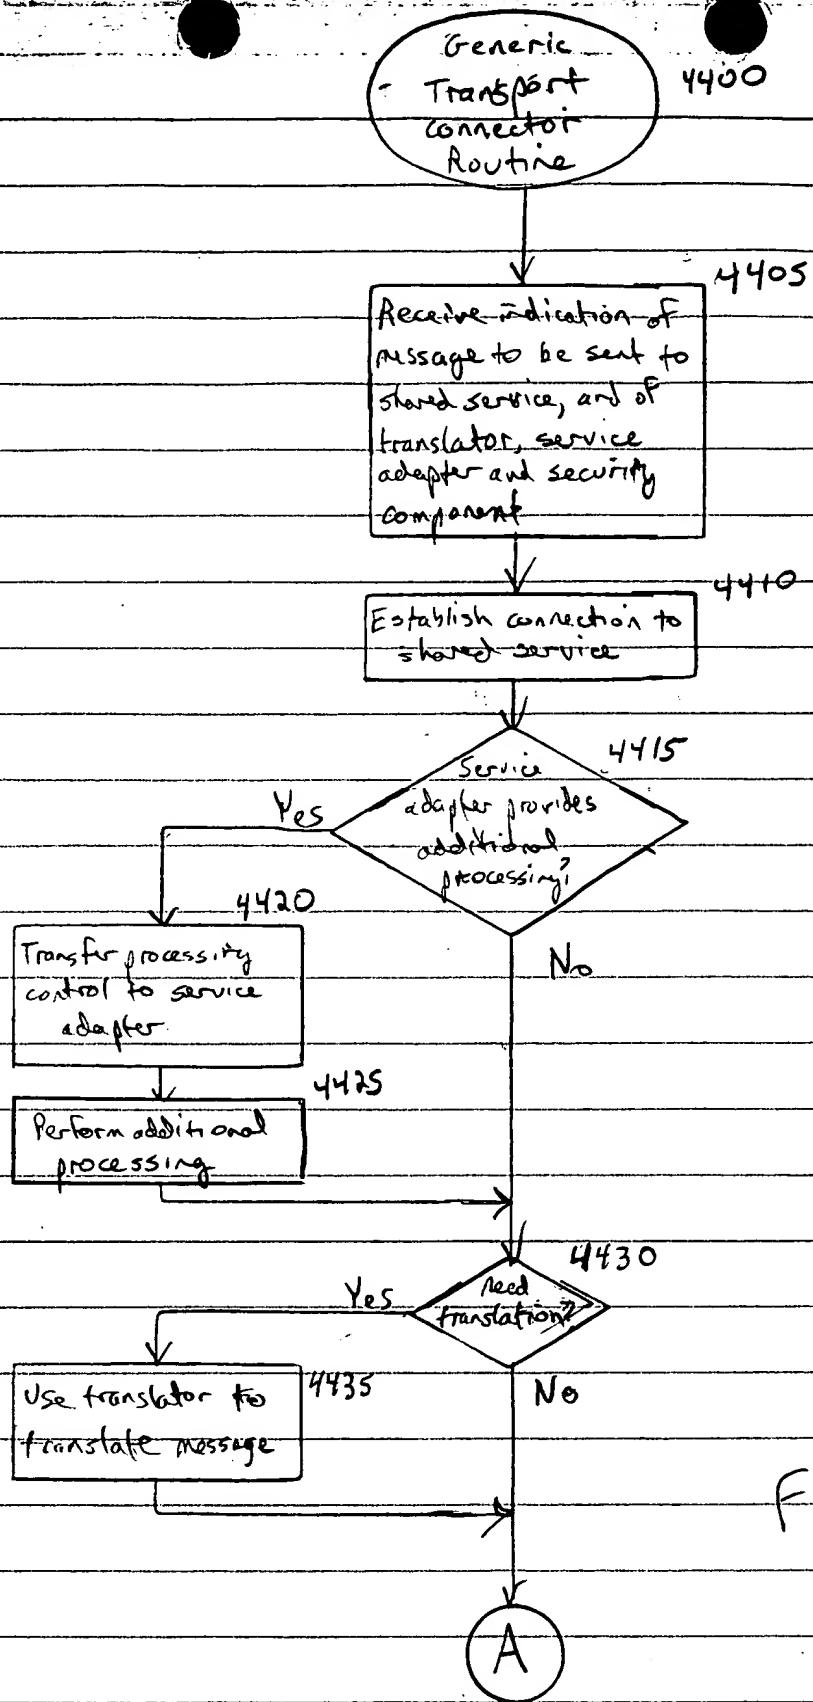 Generic
Transport
connector
Routine
4400
4405
Receive indication of
message to be sent to
shared service, and of
translator, service
adapter and security
component
4410
Establish connection to
shared service
4415
Service
adapter provides
additional
processing?
Yes
No
4420
Transfer processing
control to service
adapter
4425
Perform additional
processing
4430
need
translation?
Yes
No
4435
Use translator to
translate message
F
A